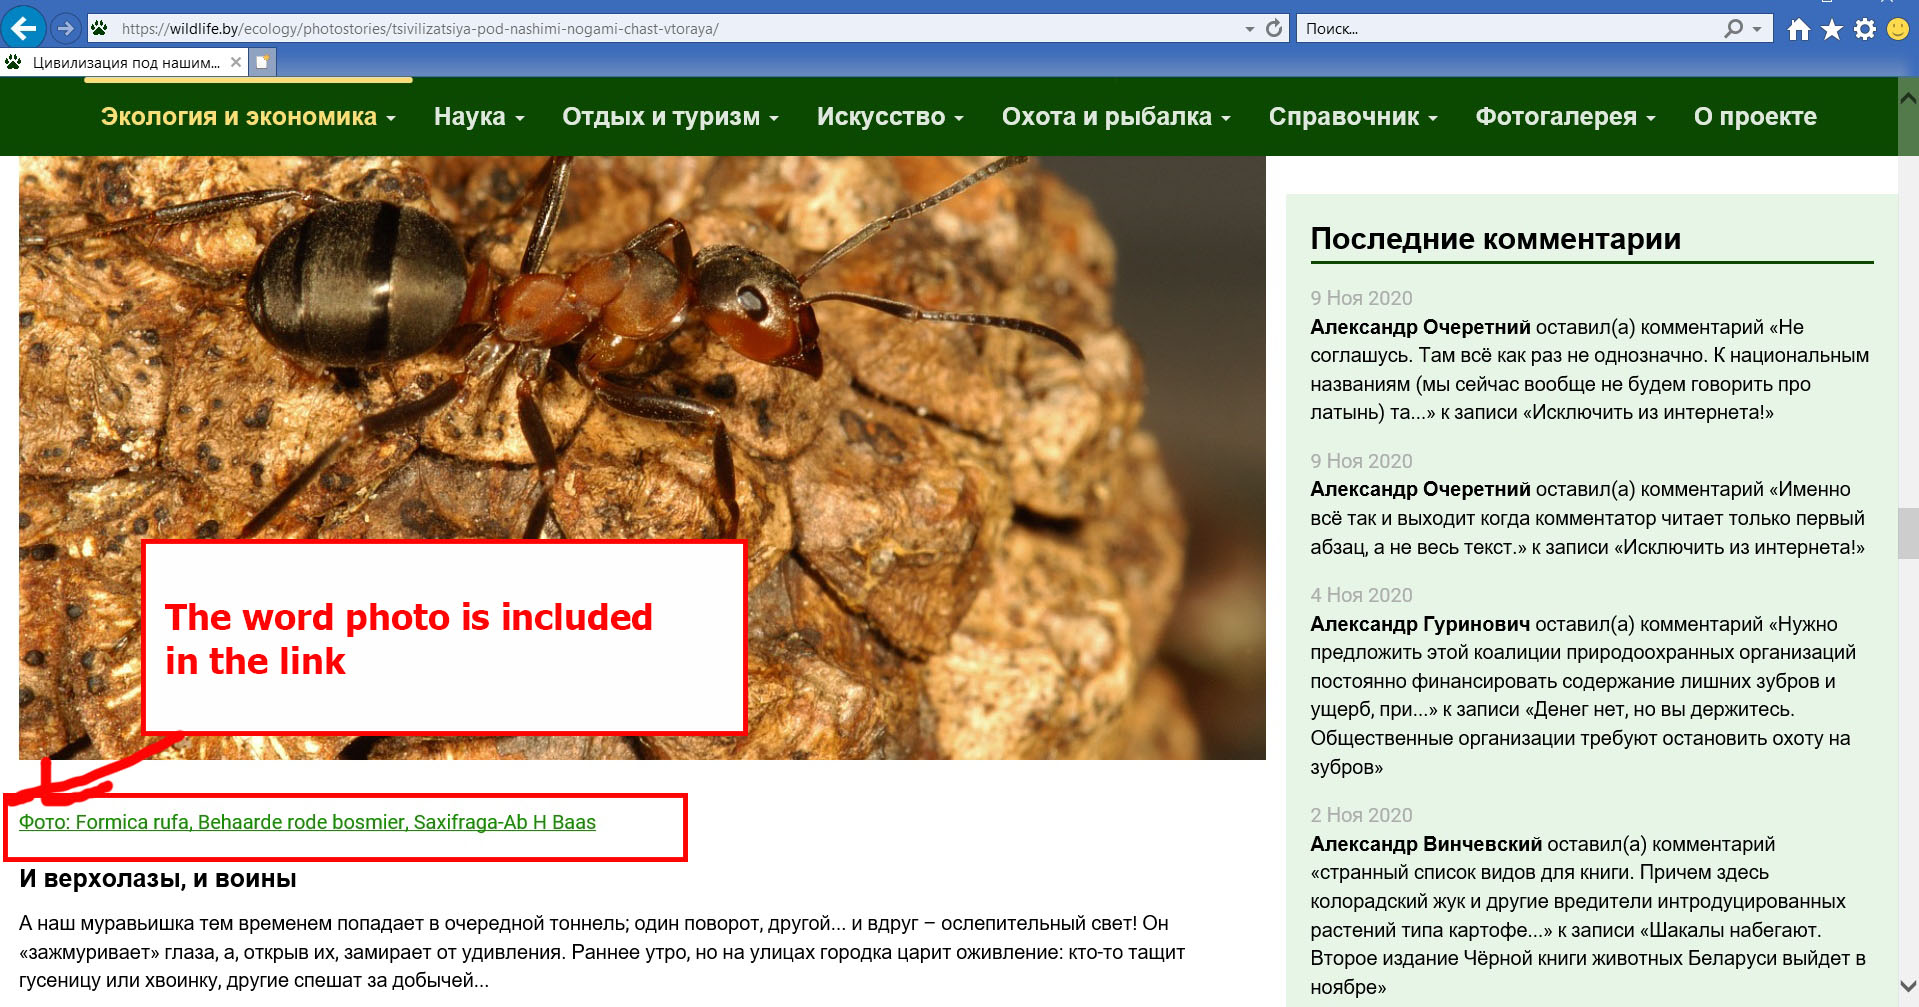 https://wildlife.by/ecology/photostories/tsivilizatsiya-pod-nashimi-nogami-chast-vtoraya/
Поиск...
Цивилизация под нашим...
Экология и экономика
Наука
Отдых и туризм
Искусство
Охота и рыбалка
Справочник
Фотогалерея
О проекте
The word photo is included
in the link
Фото: Formica rufa, Behaarde rode bosmier, Saxifraga-Ab H Baas
И верхолазы, и воины
А наш муравьишка тем временем попадает в очередной тоннель; один поворот, другой... и вдруг – ослепительный свет! Он
«зажмуривает» глаза, а, открыв их, замирает от удивления. Раннее утро, но на улицах городка царит оживление: кто-то тащит
гусеницу или хвоинку, другие спешат за добычей...
Последние комментарии
9 Ноя 2020
Александр Очеретний оставил(а) комментарий «Не
соглашусь. Там всё как раз не однозначно. К национальным
названиям (мы сейчас вообще не будем говорить про
латынь) та...» к записи «Исключить из интернета!»
9 Ноя 2020
Александр Очеретний оставил(а) комментарий «Именно
всё так и выходит когда комментатор читает только первый
абзац, а не весь текст.» к записи «Исключить из интернета!»
4 Ноя 2020
Александр Гуринович оставил(а) комментарий «Нужно
предложить этой коалиции природоохранных организаций
постоянно финансировать содержание лишних зубров и
ущерб, при...» к записи «Денег нет, но вы держитесь.
Общественные организации требуют остановить охоту на
зубров»
2 Ноя 2020
Александр Винчевский оставил(а) комментарий
«странный список видов для книги. Причем здесь
колорадский жук и другие вредители интродуцированных
растений типа картофе...» к записи «Шакалы набегают.
Второе издание Чёрной книги животных Беларуси выйдет в
ноябре»